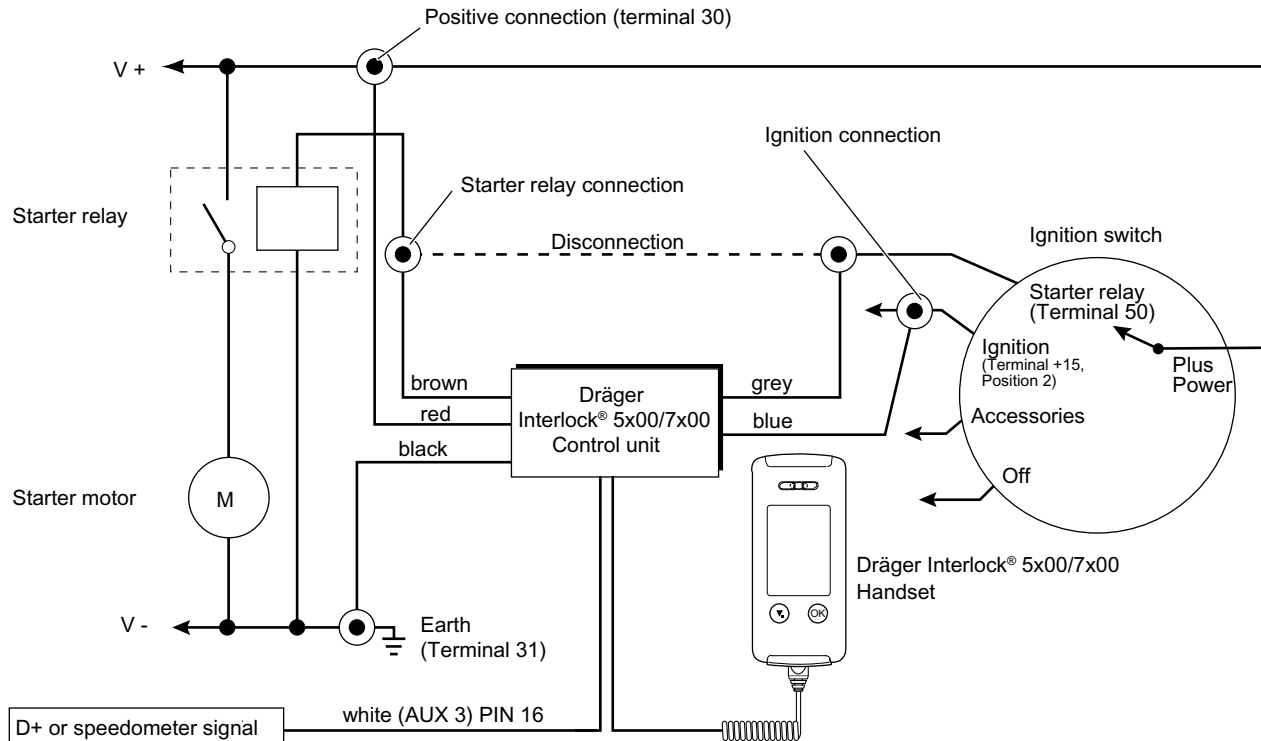 Positive connection (terminal 30)
V +
Ignition connection
Starter relay connection
Starter relay
Disconnection
Ignition switch
Starter relay
(Terminal 50)
Ignition
(Terminal +15,
Position 2)
Plus
Power
brown
grey
Dräger
Interlock® 5x00/7x00
Control unit
red
blue
Accessories
black
Off
Starter motor
M
Dräger Interlock® 5x00/7x00
Handset
OK
V -
Earth
(Terminal 31)
white (AUX 3) PIN 16
D+ or speedometer signal